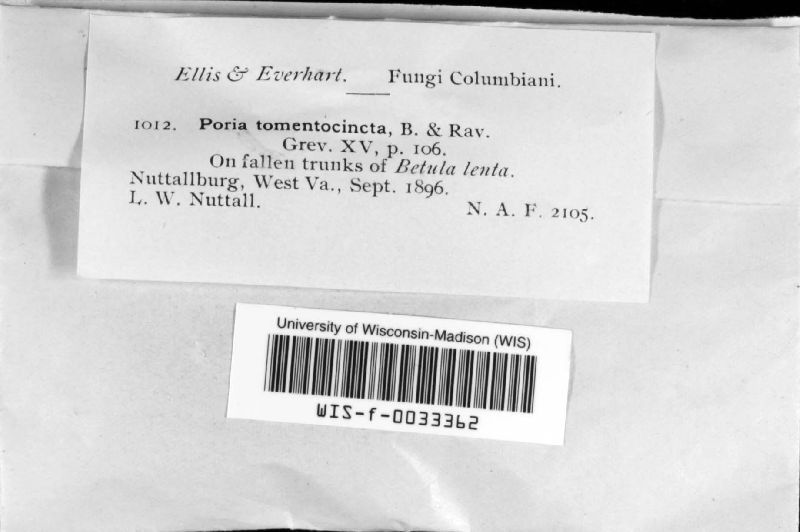 Ellis & Everhart. Fungi Columbiani.
1012. Poria tomentocincta, B. & Rav.
Grev. XV, p. 106.
On fallen trunks of Betula lenta.
Nuttallburg, West Va., Sept. 1896.
L. W. Nuttall. N. A. F. 2105.
University of Wisconsin-Madison (WIS)
WIS-f-0033362